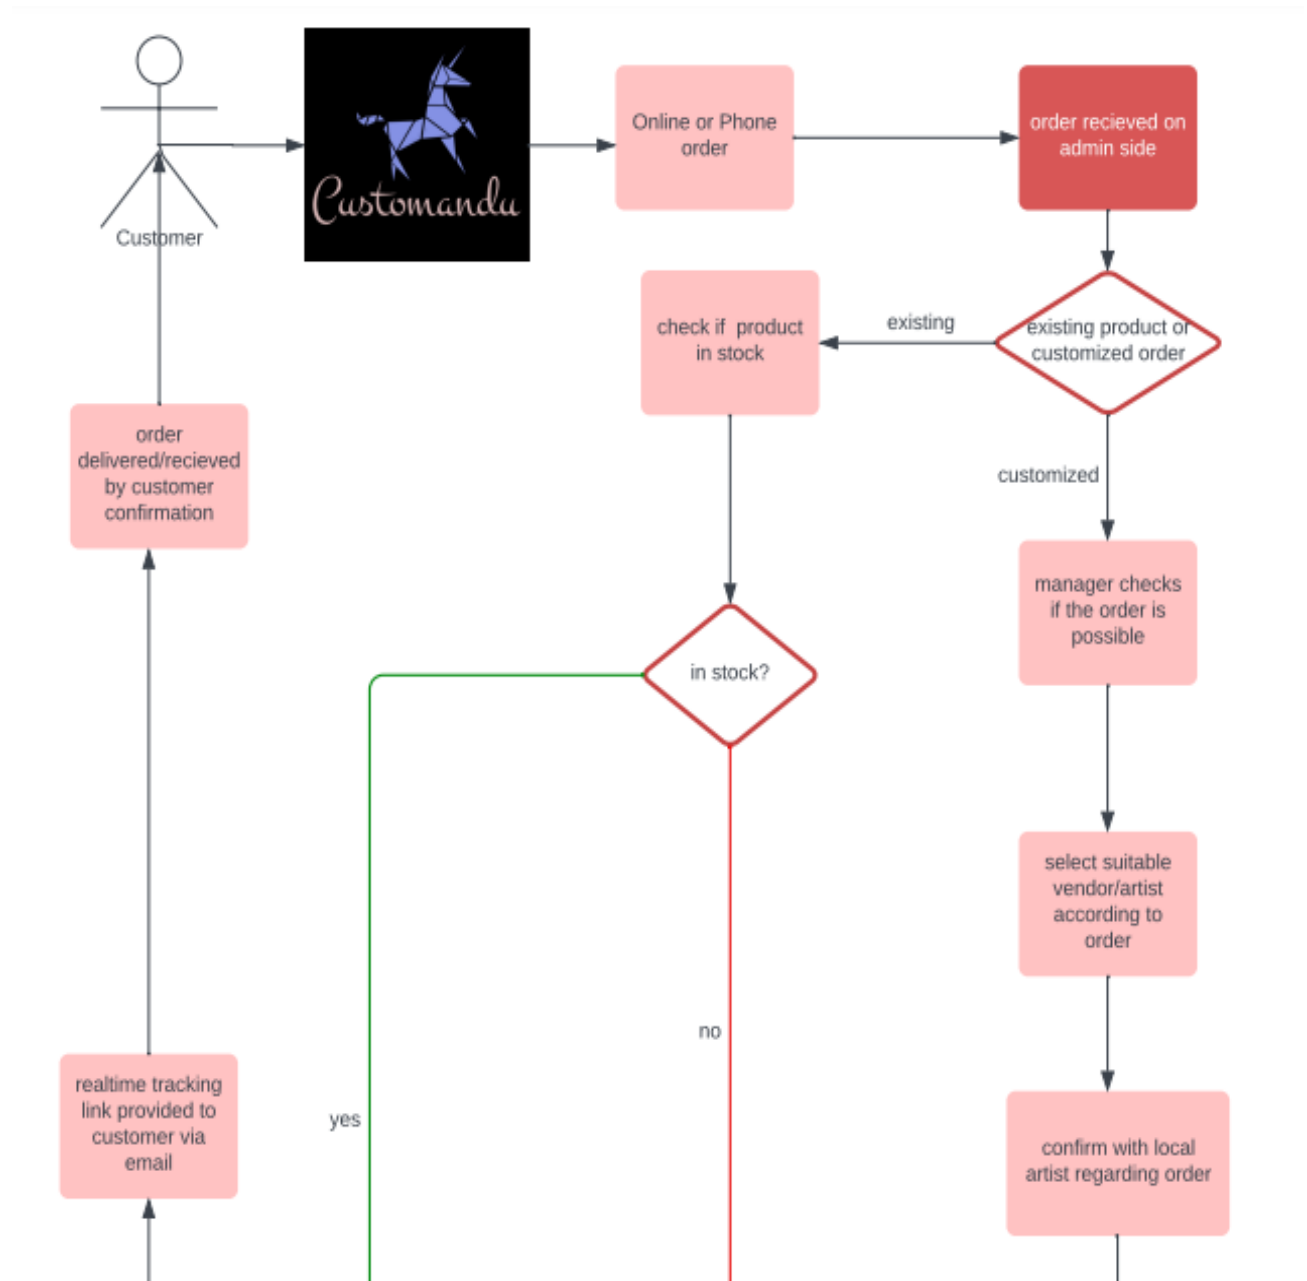 Customer
Customandu
Online or Phone
order
order recieved on
admin side
existing product or
customized order
existing
check if  product
in stock
customized
order
delivered/recieved
by customer
confirmation
manager checks
if the order is
possible
in stock?
select suitable
vendor/artist
according to
order
no
yes
realtime tracking
link provided to
customer via
email
confirm with local
artist regarding order